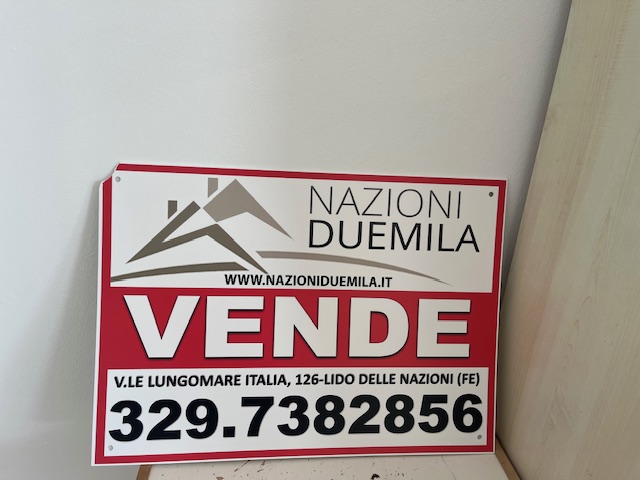 NAZIONI
DUEMILA
WWW.NAZIONIDUEMILA.IT
VENDE
V.LE LUNGOMARE ITALIA, 126-LIDO DELLE NAZIONI (FE)
329.7382856